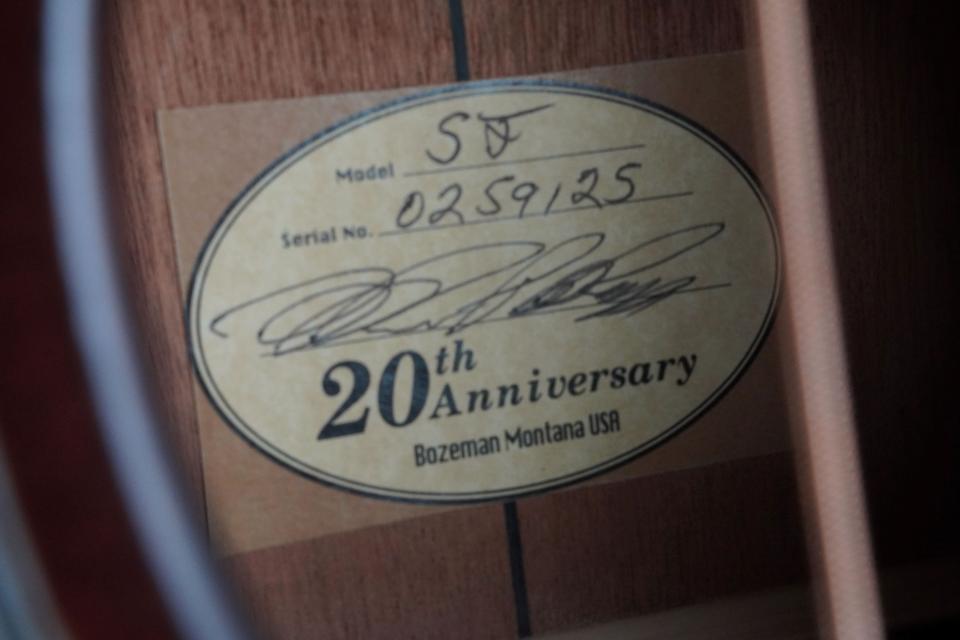 Model SJ
Serial No. 0259125
20th Anniversary
Bozeman Montana USA